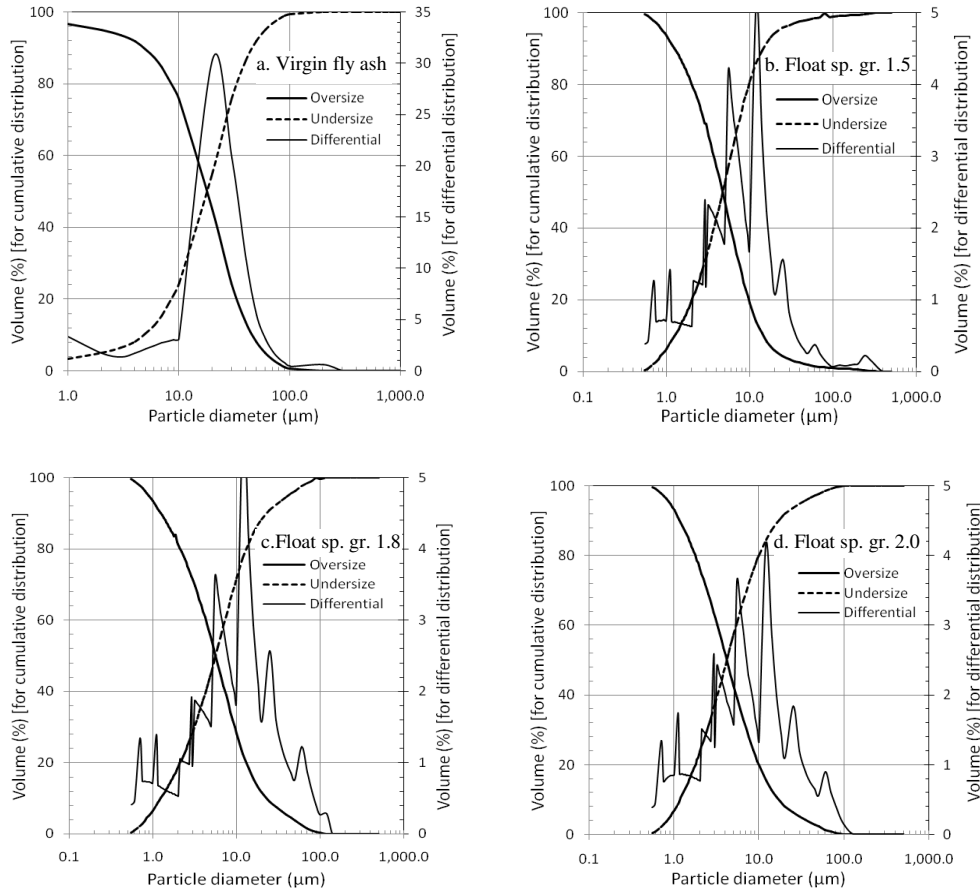 a. Virgin fly ash
Oversize
Undersize
Differential
100
80
60
40
20
0
35
30
25
20
15
10
5
0
1.0
10.0
100.0
1,000.0
Particle diameter (µm)
Volume (%) [for cumulative distribution]
Volume (%) [for differential distribution]
b. Float sp. gr. 1.5
Oversize
Undersize
Differential
100
80
60
40
20
0
5
4
3
2
1
0
0.1
1.0
10.0
100.0
1,000.0
Particle diameter (µm)
Volume (%) [for cumulative distribution]
Volume (%) [for differential distribution]
c.Float sp. gr. 1.8
Oversize
Undersize
Differential
100
80
60
40
20
0
5
4
3
2
1
0
0.1
1.0
10.0
100.0
1,000.0
Particle diameter (µm)
Volume (%) [for cumulative distribution]
Volume (%) [for differential distribution]
d. Float sp. gr. 2.0
Oversize
Undersize
Differential
100
80
60
40
20
0
5
4
3
2
1
0
0.1
1.0
10.0
100.0
1,000.0
Particle diameter (µm)
Volume (%) [for cumulative distribution]
Volume (%) [for differential distribution]